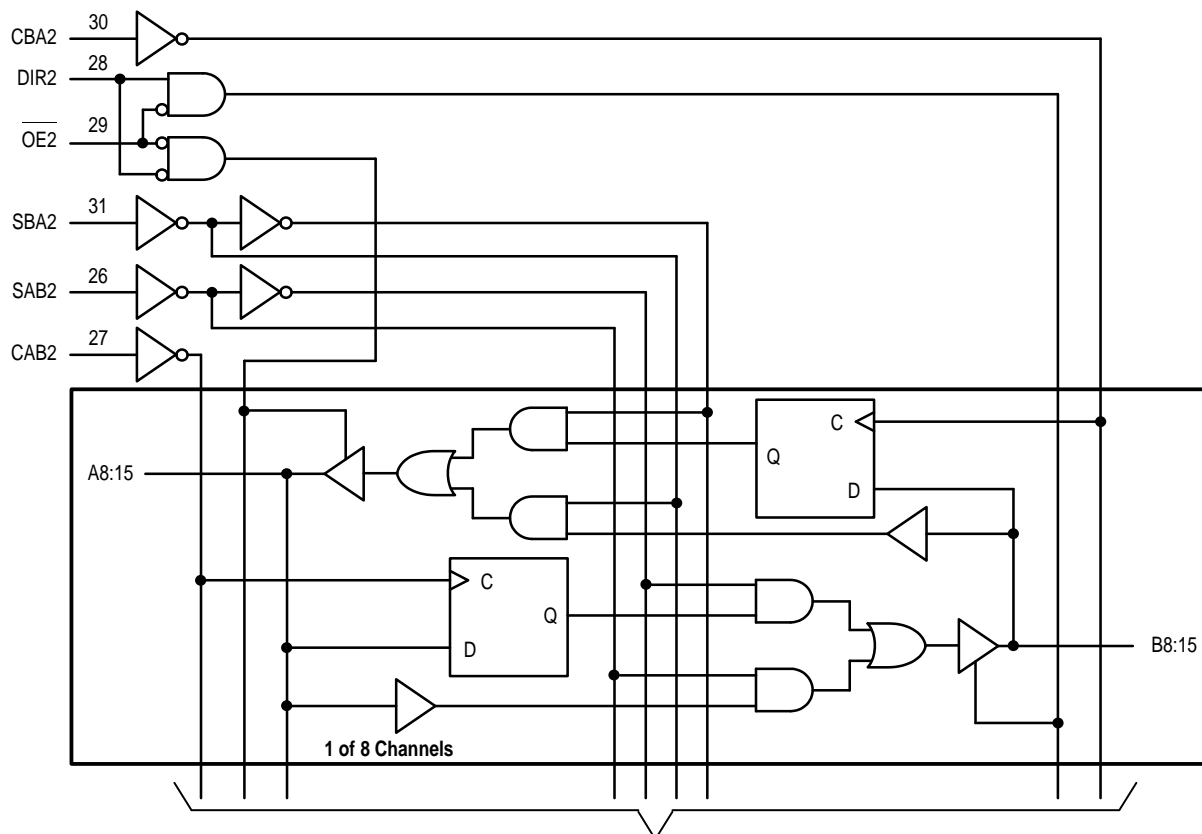 CBA2 30
DIR2 28
OE2 29
SBA2 31
SAB2 26
CAB2 27
C
Q
A8:15
D
C
Q
D
B8:15
1 of 8 Channels